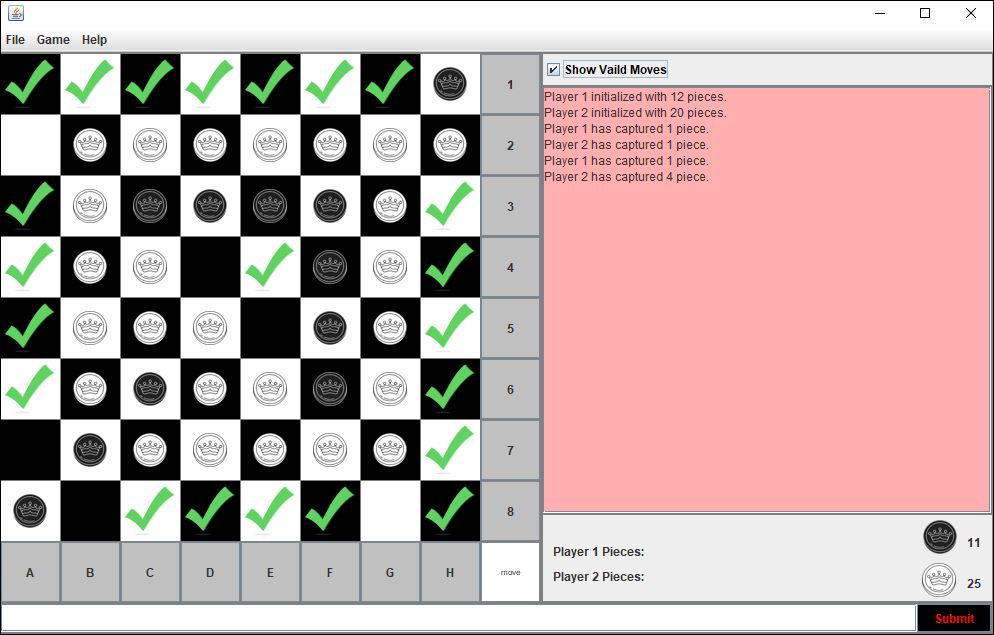 File Game Help
1
Show Vaild Moves
Player 1 initialized with 12 pieces.
Player 2 initialized with 20 pieces.
Player 1 has captured 1 piece.
Player 2 has captured 1 piece.
Player 1 has captured 1 piece.
Player 2 has captured 4 piece.
2
3
4
5
6
7
8
A B C D E F G H move
Player 1 Pieces: 11
Player 2 Pieces: 25
Submit